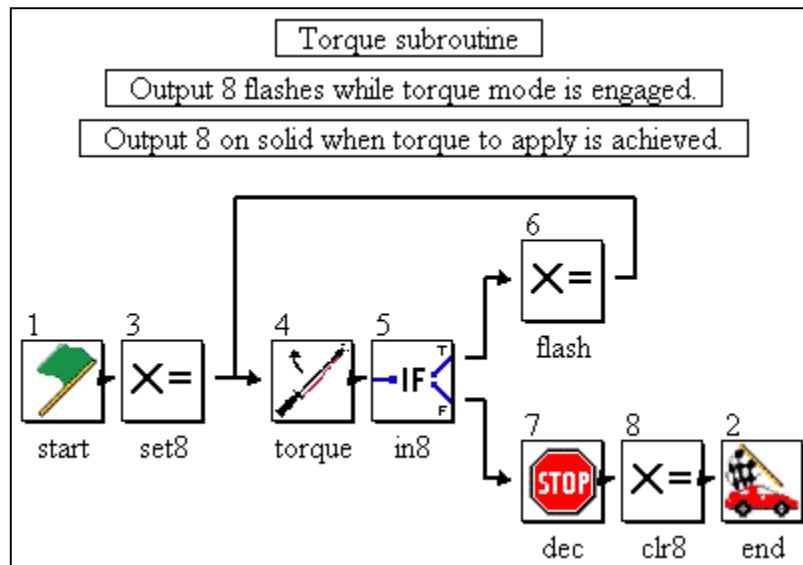 Torque subroutine
Output 8 flashes while torque mode is engaged.
Output 8 on solid when torque to apply is achieved.
6
X=
flash
1 3 4 5
X= IF T F
start set8 torque in8
7 8 2
STOP X=
dec clr8 end